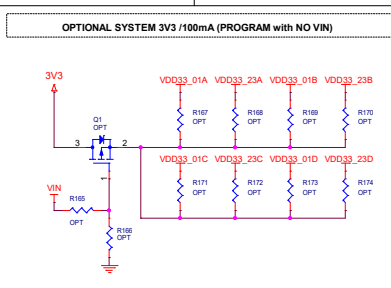 OPTIONAL SYSTEM 3V3 /100mA (PROGRAM with NO VIN)
3V3
VDD33_01A VDD33_23A VDD33_01B VDD33_23B
Q1
OPT
R167
OPT
R168
OPT
R169
OPT
R170
OPT
3 2
1
VDD33_01C VDD33_23C VDD33_01D VDD33_23D
VIN
R165
OPT
R171
OPT
R172
OPT
R173
OPT
R174
OPT
R166
OPT